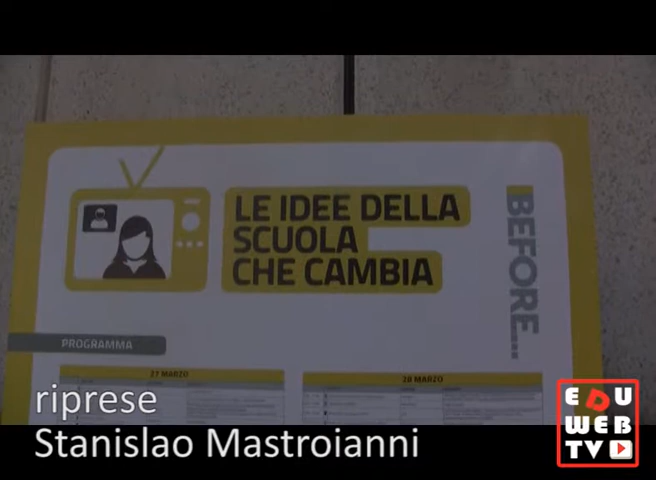 LE IDEE DELLA
SCUOLA
CHE CAMBIA
BEFORE....
PROGRAMMA
27 MARZO
28 MARZO
riprese
Stanislao Mastroianni
EDU
WEB
TV